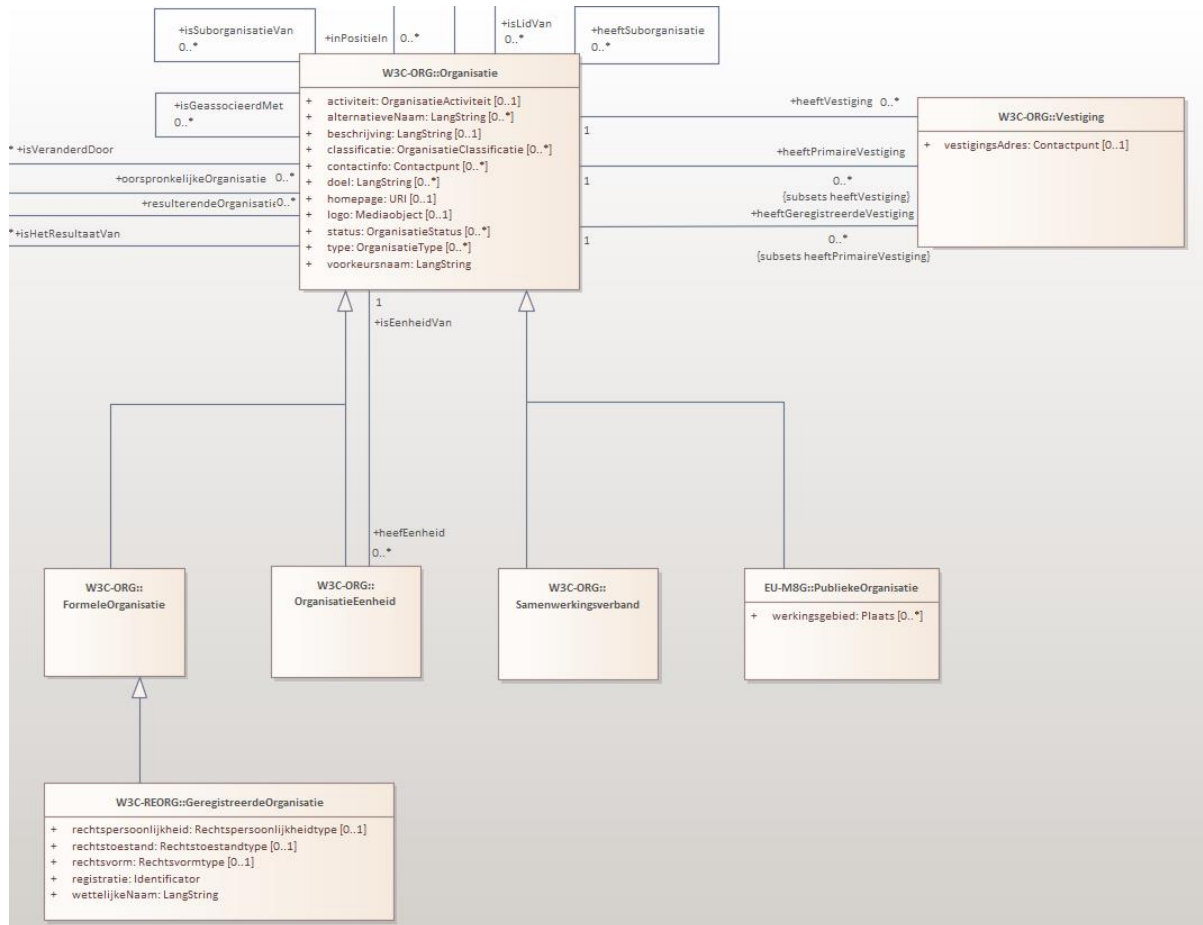 +isSuborganisatieVan
0..*
+inPositieIn
0..*
+isLidVan
0..*
+heeftSuborganisatie
0..*
W3C-ORG::Organisatie
+ activiteit: OrganisatieActiviteit [0..1]
+ alternatieveNaam: LangString [0..*]
+ beschrijving: LangString [0..1]
+ classificatie: OrganisatieClassificatie [0..*]
+ contactinfo: Contactpunt [0..*]
+ doel: LangString [0..*]
+ homepage: URI [0..1]
+ logo: Mediaobject [0..1]
+ status: OrganisatieStatus [0..*]
+ type: OrganisatieType [0..*]
+ voorkeursnaam: LangString
+isGeassocieerdMet
0..*
* +isVeranderdDoor
+oorspronkelijkeOrganisatie 0..*
+resulterendeOrganisatie 0..*
*+isHetResultaatVan
+heeftVestiging 0..*
1
+heeftPrimaireVestiging
1
0..*
{subsets heeftVestiging}
+heeftGeregistreerdeVestiging
1
0..*
{subsets heeftPrimaireVestiging}
W3C-ORG::Vestiging
+ vestigingsAdres: Contactpunt [0..1]
1
+isEenheidVan
+heefEenheid
0..*
W3C-ORG::
FormeleOrganisatie
W3C-ORG::
OrganisatieEenheid
W3C-ORG::
Samenwerkingsverband
EU-M8G::PubliekeOrganisatie
+ werkingsgebied: Plaats [0..*]
W3C-REORG::GeregistreerdeOrganisatie
+ rechtspersoonlijkheid: Rechtspersoonlijkheidtype [0..1]
+ rechtstoestand: Rechtstoestandtype [0..1]
+ rechtsvorm: Rechtsvormtype [0..1]
+ registratie: Identificator
+ wettelijkeNaam: LangString